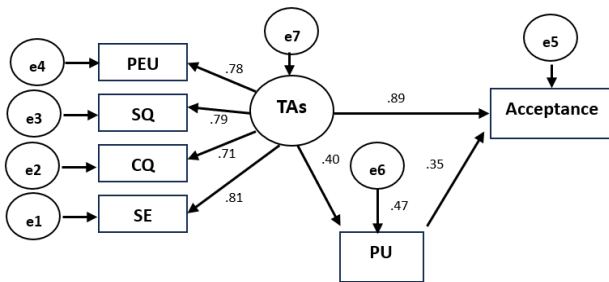 e7
e5
e4
PEU
.78
TAs
.89
Acceptance
e3
SQ
.79
e2
CQ
.71
.40
e6
.35
e1
SE
.81
.47
PU